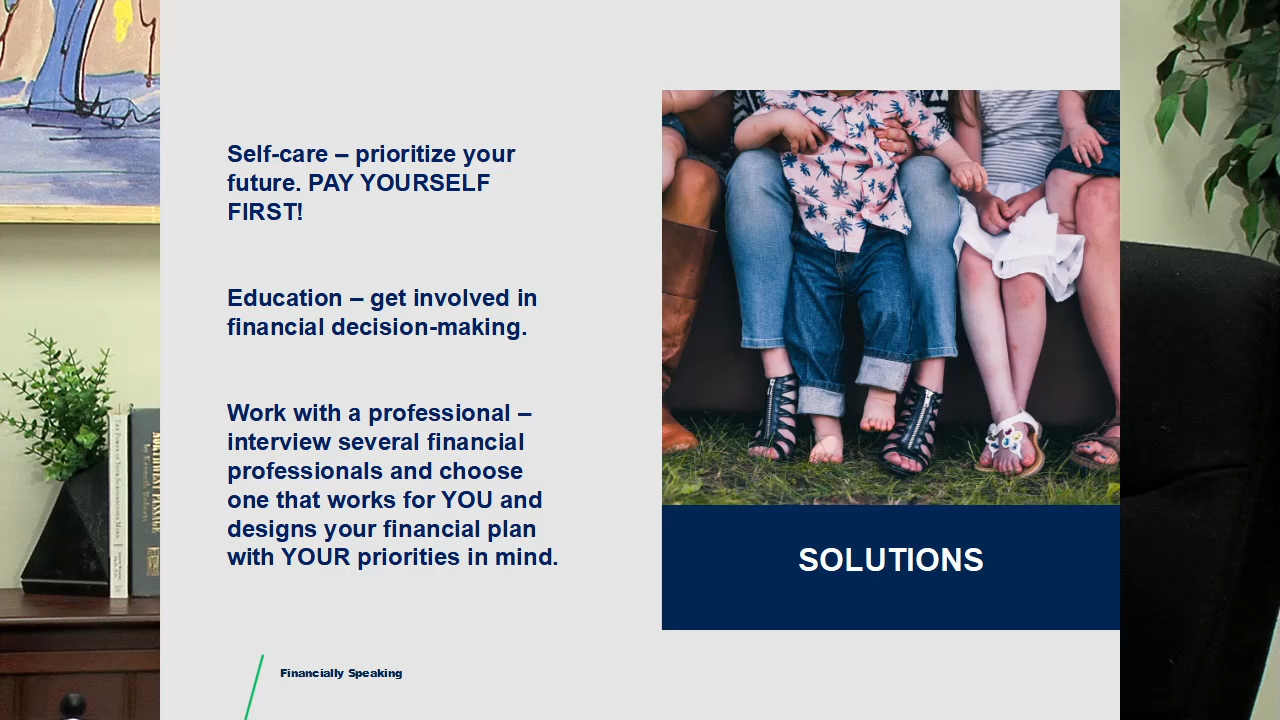 Self-care – prioritize your
future. PAY YOURSELF
FIRST!
Education – get involved in
financial decision-making.
Work with a professional –
interview several financial
professionals and choose
one that works for YOU and
designs your financial plan
with YOUR priorities in mind.
SOLUTIONS
Financially Speaking